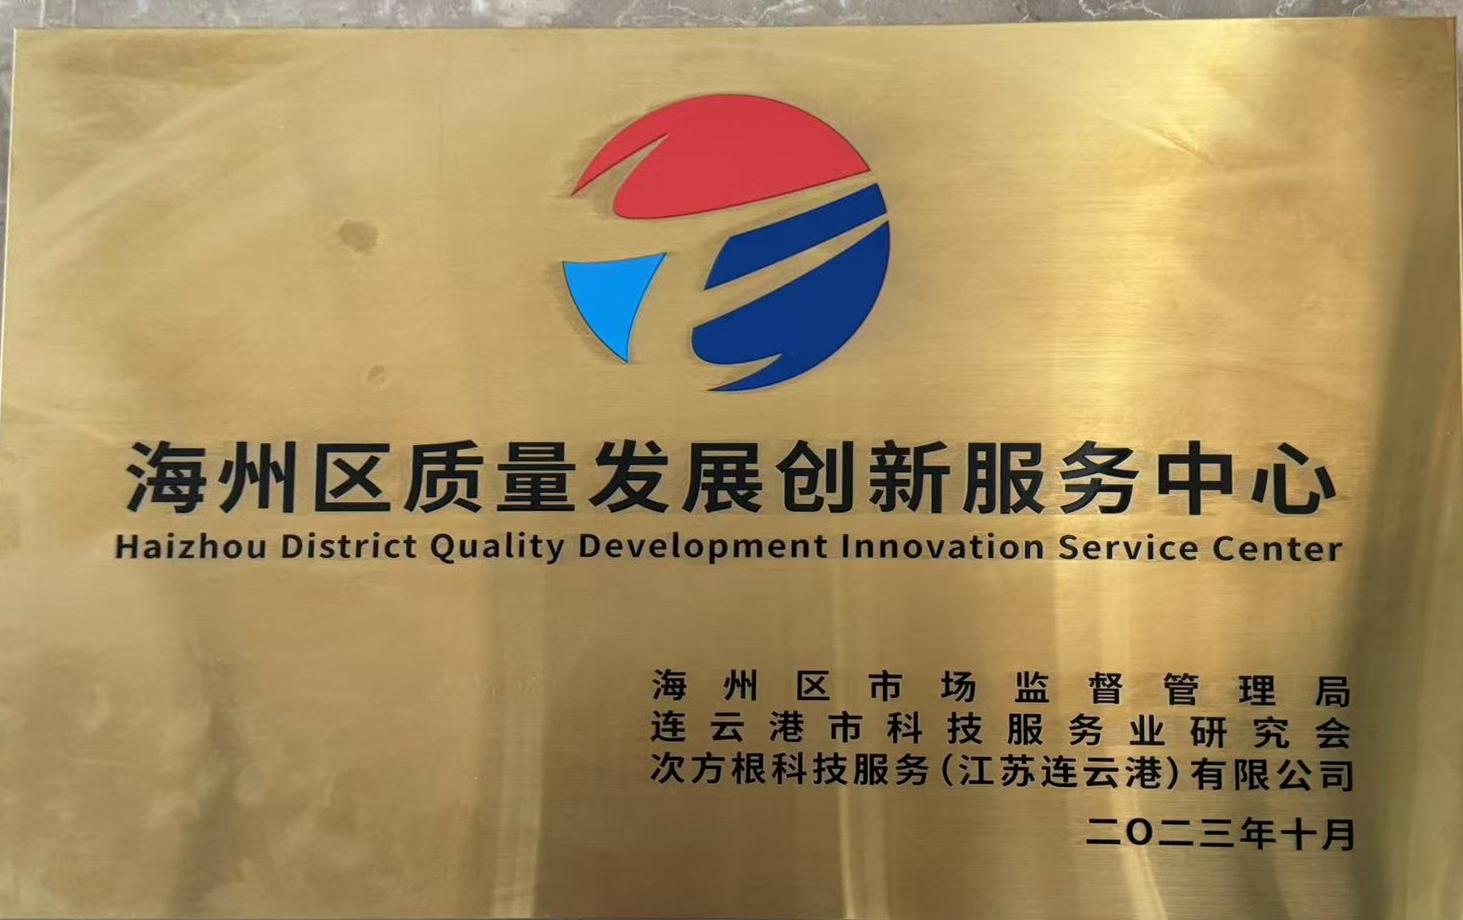 海州区质量发展创新服务中心
Haizhou District Quality Development Innovation Service Center
海州区市场监督管理局
连云港市科技服务业研究会
次方根科技服务(江苏连云港)有限公司
二〇二三年十月